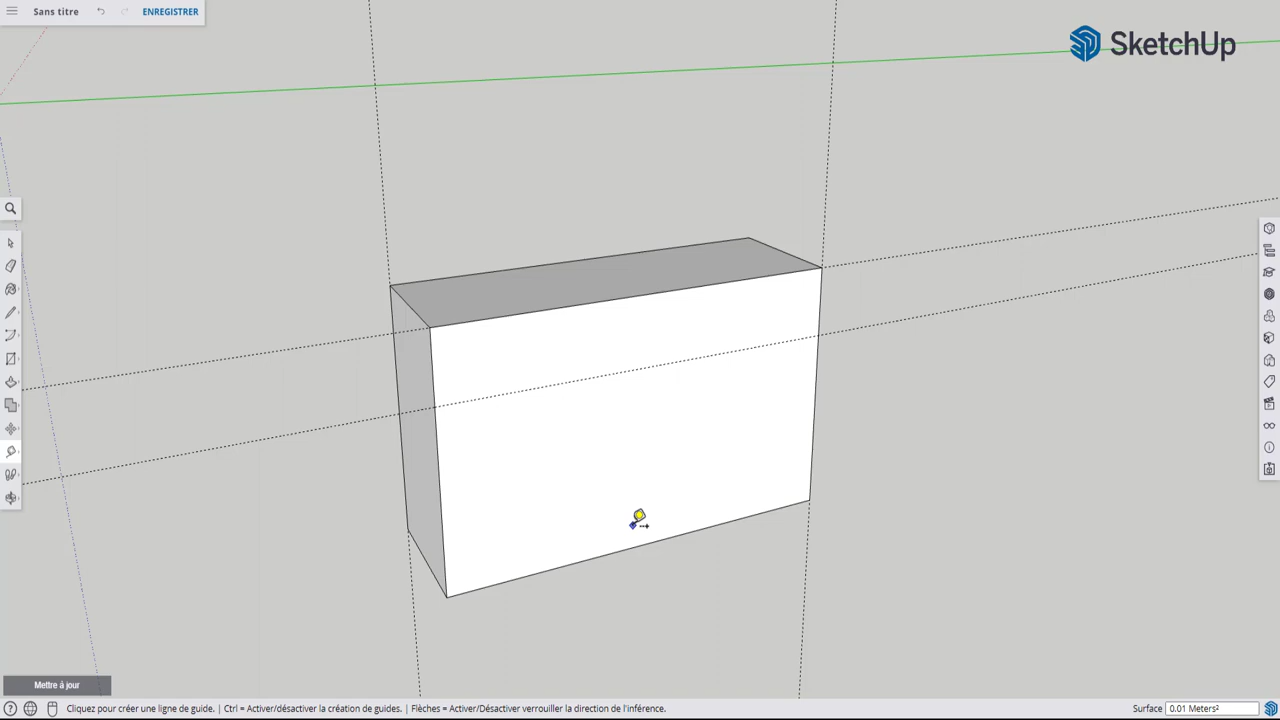 Sans titre
ENREGISTRER
SketchUp
Mettre à jour
Cliquez pour créer une ligne de guide. | Ctrl = Activer/désactiver la création de guides. | Flèches = Activer/Désactiver verrouiller la direction de l'inférence.
Surface 0.01 Meters²